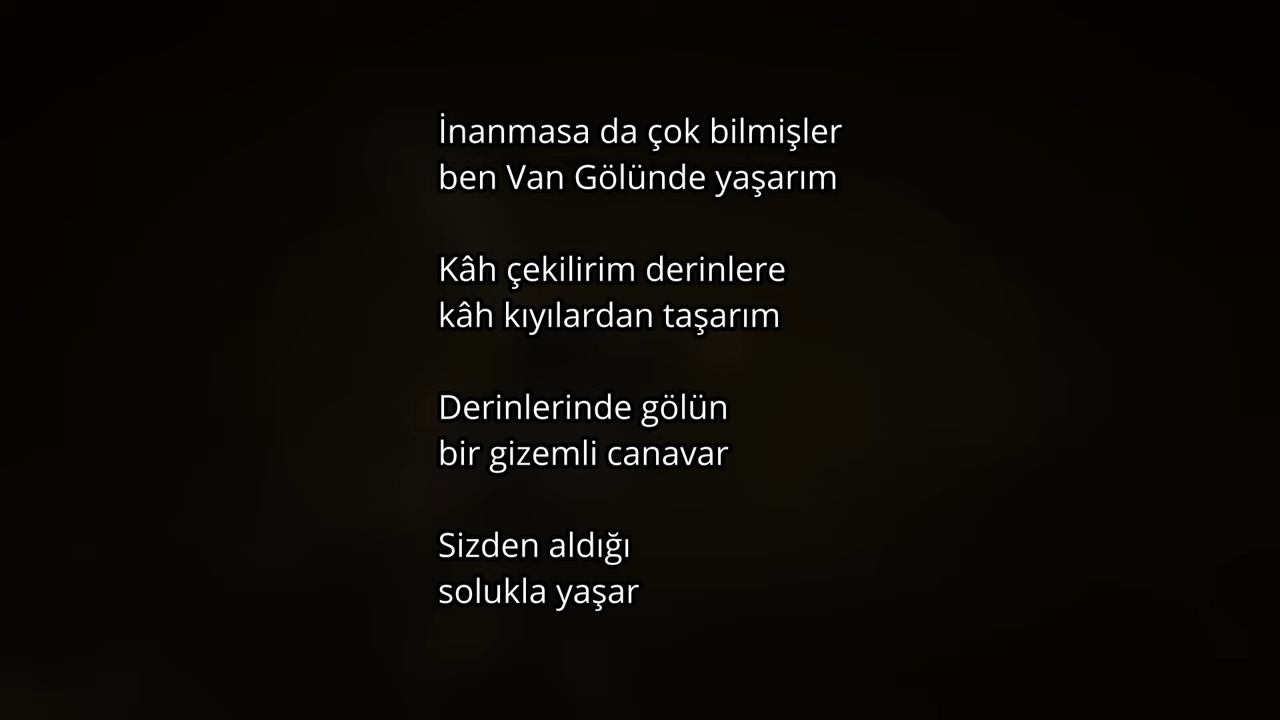 İnanmasa da çok bilmişler
ben Van Gölünde yaşarım
Kâh çekilirim derinlere
kâh kıyılardan taşarım
Derinlerinde gölün
bir gizemli canavar
Sizden aldığı
solukla yaşar